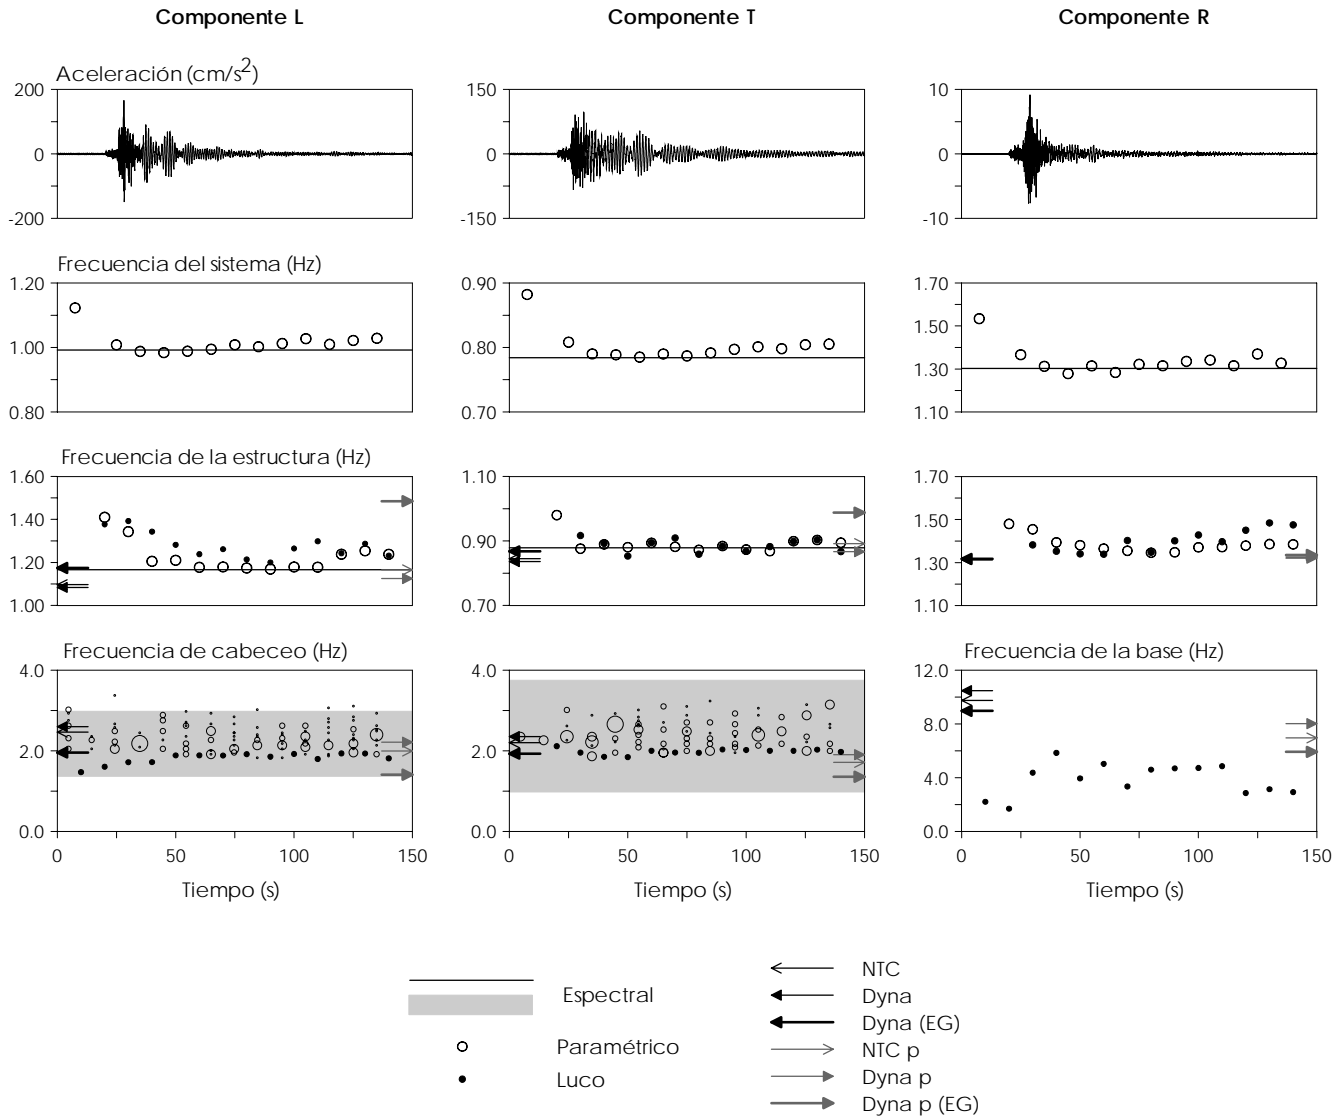 Componente L Componente T Componente R
Aceleración (cm/s2)
200 150 10
0 0 0
-200 -150 -10
Frecuencia del sistema (Hz)
1.20 0.90 1.70
1.50
1.00 0.80
1.30
0.80 0.70 1.10
Frecuencia de la estructura (Hz)
1.60 1.10 1.70
1.40 1.50
0.90
1.20 1.30
1.00 0.70 1.10
Frecuencia de cabeceo (Hz) Frecuencia de la base (Hz)
4.0 4.0 12.0
8.0
2.0 2.0
4.0
0.0 0.0 0.0
0 50 100 150 0 50 100 150 0 50 100 150
Tiempo (s) Tiempo (s) Tiempo (s)
Espectral
Paramétrico
Luco
NTC
Dyna
Dyna (EG)
NTC p
Dyna p
Dyna p (EG)